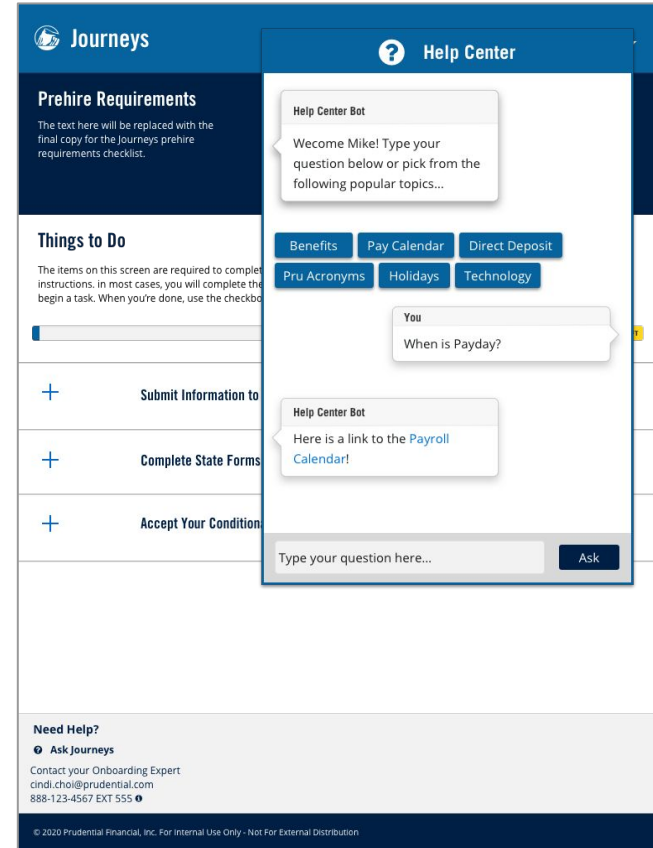 Journeys
Help Center
Prehire Requirements
The text here will be replaced with the
final copy for the Journeys prehire
requirements checklist.
Help Center Bot
Wecome Mike! Type your
question below or pick from the
following popular topics...
Things to Do
The items on this screen are required to complet
instructions. in most cases, you will complete the
begin a task. When you're done, use the checkbo
Benefits
Pay Calendar
Direct Deposit
Pru Acronyms
Holidays
Technology
You
When is Payday?
Submit Information to
Help Center Bot
Here is a link to the Payroll
Calendar!
Complete State Forms
Accept Your Condition
Type your question here...
Ask
Need Help?
Ask Journeys
Contact your Onboarding Expert
cindi.choi@prudential.com
888-123-4567 EXT 555
© 2020 Prudential Financial, Inc. For Internal Use Only - Not For External Distribution